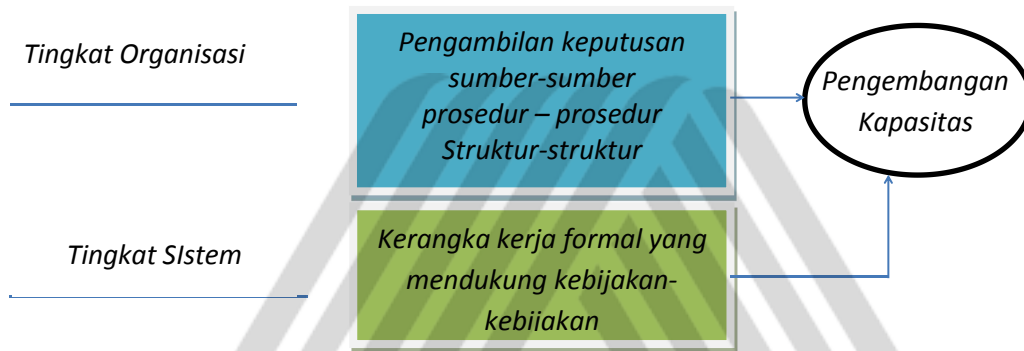 Tingkat Organisasi
Pengambilan keputusan
sumber-sumber
prosedur – prosedur
Struktur-struktur
Pengembangan
Kapasitas
Tingkat SIstem
Kerangka kerja formal yang
mendukung kebijakan-
kebijakan